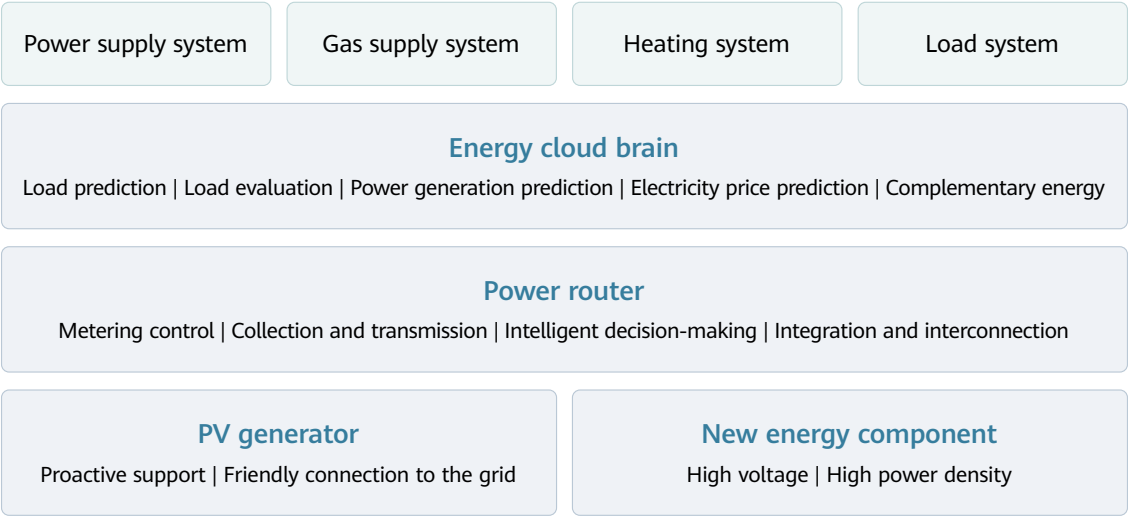 Power supply system
Gas supply system
Heating system
Load system
Energy cloud brain
Load prediction | Load evaluation | Power generation prediction | Electricity price prediction | Complementary energy
Power router
Metering control | Collection and transmission | Intelligent decision-making | Integration and interconnection
PV generator
Proactive support | Friendly connection to the grid
New energy component
High voltage | High power density